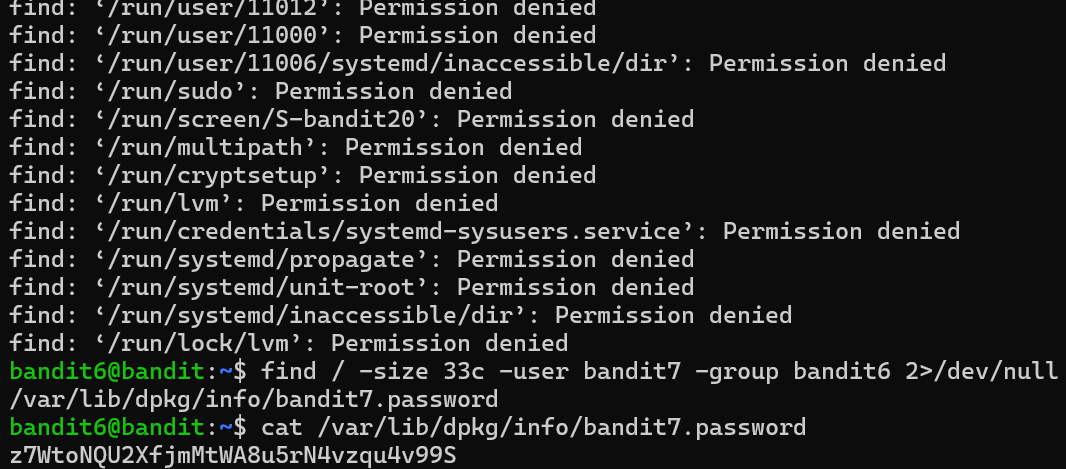 find: ‘/run/user/11012’: Permission denied
find: ‘/run/user/11000’: Permission denied
find: ‘/run/user/11006/systemd/inaccessible/dir’: Permission denied
find: ‘/run/sudo’: Permission denied
find: ‘/run/screen/S-bandit20’: Permission denied
find: ‘/run/multipath’: Permission denied
find: ‘/run/cryptsetup’: Permission denied
find: ‘/run/lvm’: Permission denied
find: ‘/run/credentials/systemd-sysusers.service’: Permission denied
find: ‘/run/systemd/propagate’: Permission denied
find: ‘/run/systemd/unit-root’: Permission denied
find: ‘/run/systemd/inaccessible/dir’: Permission denied
find: ‘/run/lock/lvm’: Permission denied
bandit6@bandit:~$ find / -size 33c -user bandit7 -group bandit6 2>/dev/null
/var/lib/dpkg/info/bandit7.password
bandit6@bandit:~$ cat /var/lib/dpkg/info/bandit7.password
z7WtoNQU2XfjmMtWA8u5rN4vzqu4v99S